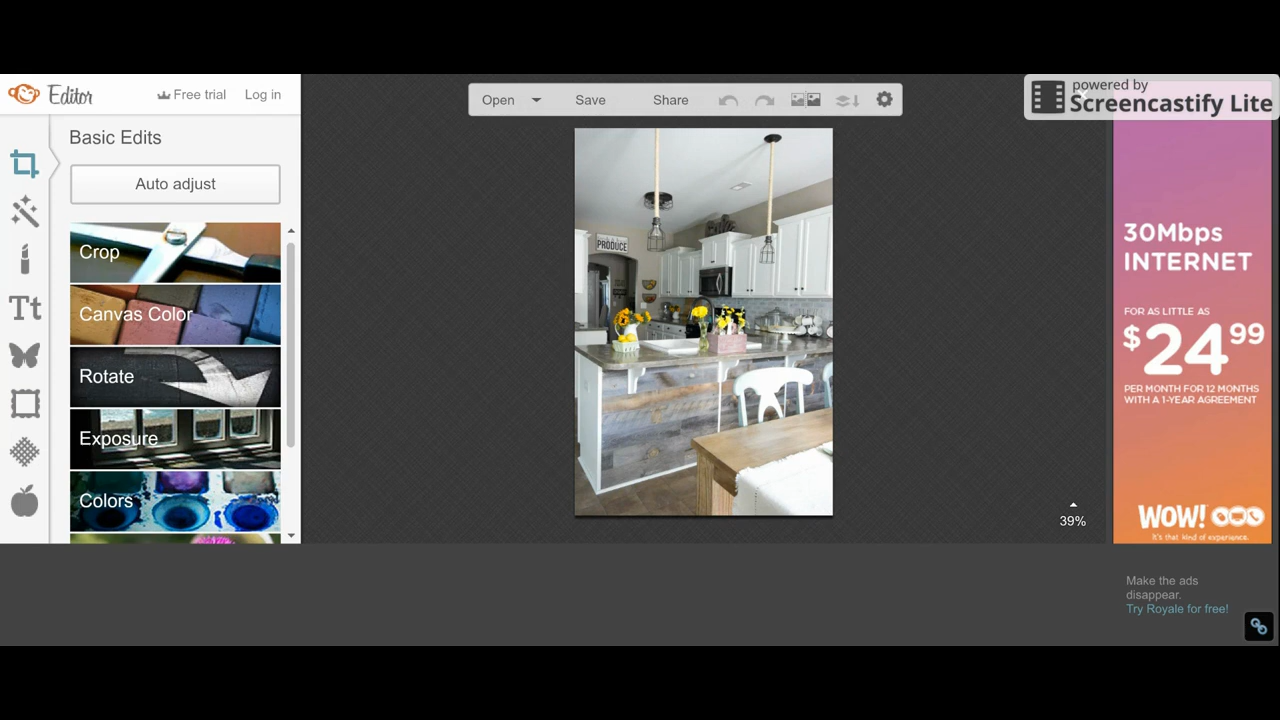 Editor
Free trial
Log in
Open
Save
Share
powered by
Screencastify Lite
Basic Edits
Auto adjust
Crop
Canvas Color
Rotate
Exposure
Colors
Tt
PRODUCE
39%
30Mbps
INTERNET
FOR AS LITTLE AS
$2499
PER MONTH FOR 12 MONTHS
WITH A 1-YEAR AGREEMENT
WOW!
It's that kind of experience.
Make the ads
disappear.
Try Royale for free!